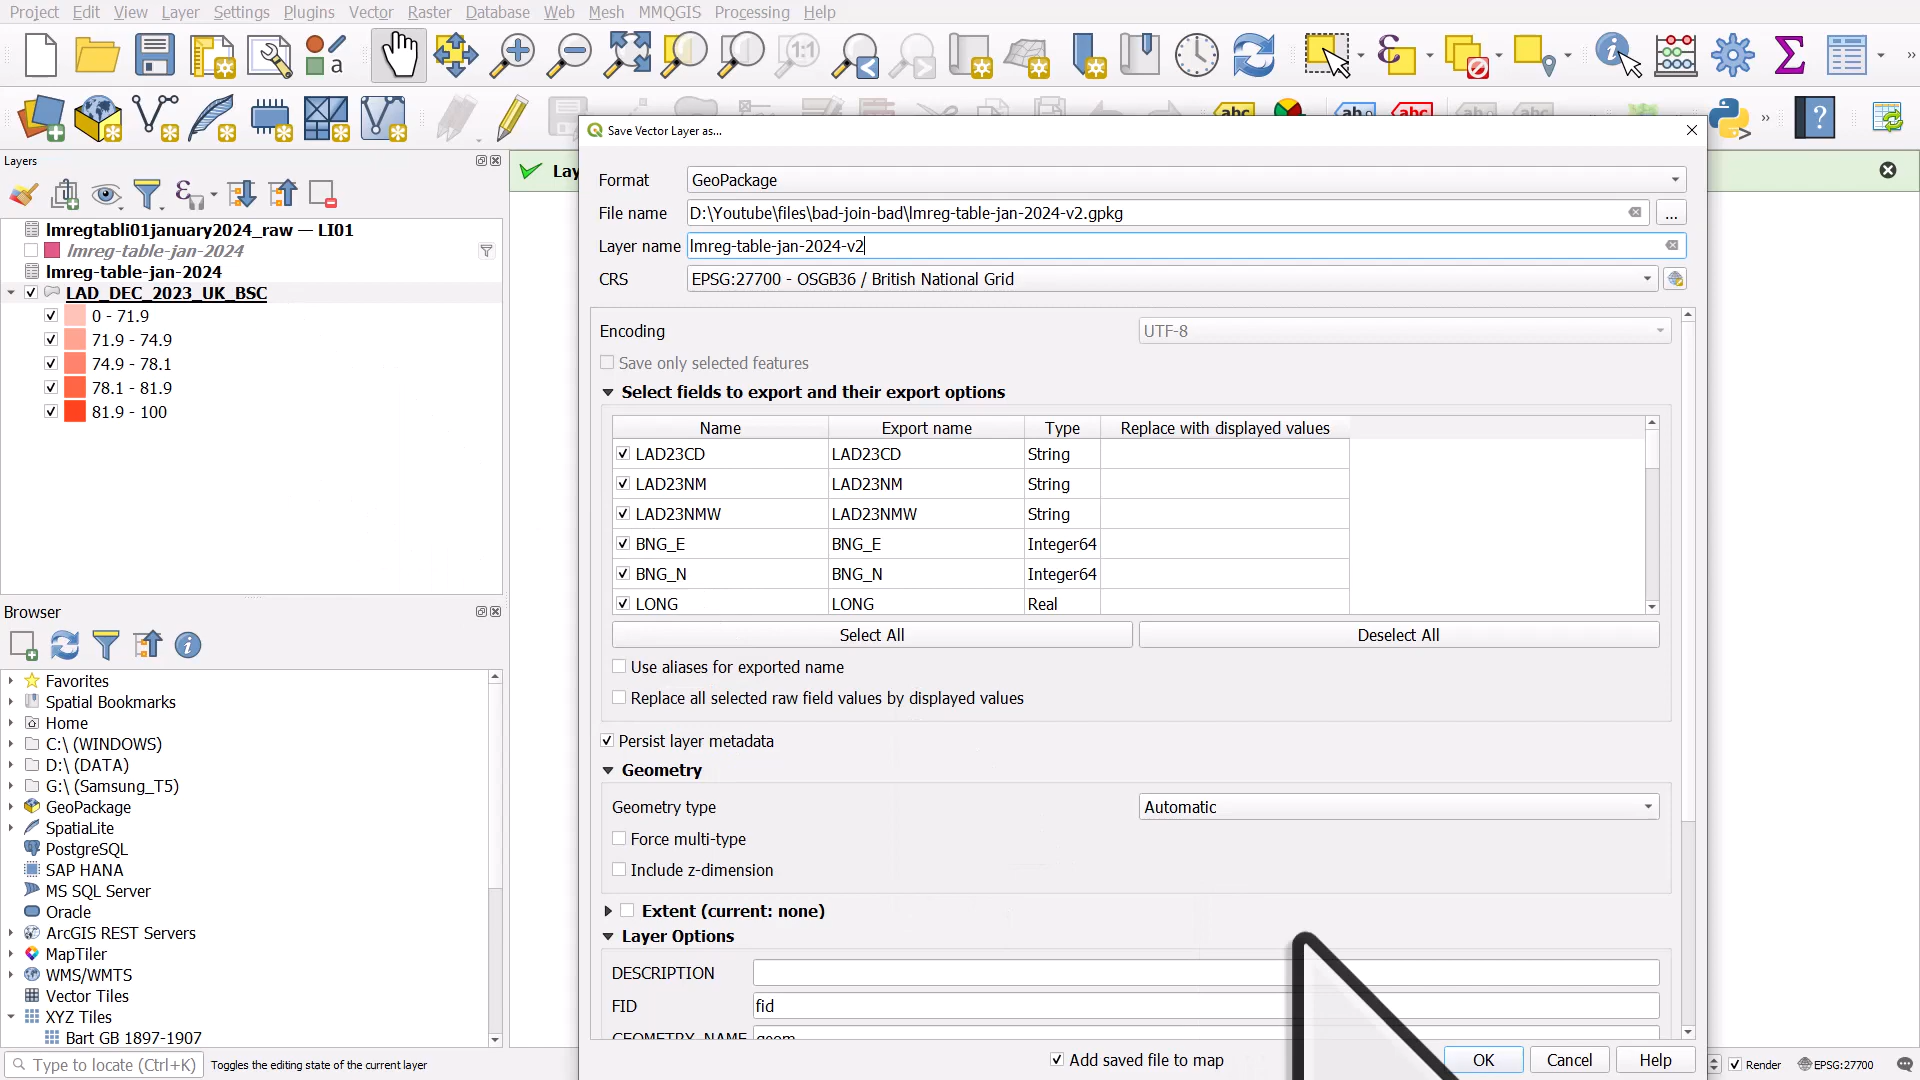 Project Edit View Layer Settings Plugins Vector Raster Database Web Mesh MMQGIS Processing Help
Layers
lmregtabli01january2024_raw — LI01
lmreg-table-jan-2024
lmreg-table-jan-2024
LAD_DEC_2023_UK_BSC
0 - 71.9
71.9 - 74.9
74.9 - 78.1
78.1 - 81.9
81.9 - 100
Browser
Favorites
Spatial Bookmarks
Home
C:\ (WINDOWS)
D:\ (DATA)
G:\ (Samsung_T5)
GeoPackage
SpatiaLite
PostgreSQL
SAP HANA
MS SQL Server
Oracle
ArcGIS REST Servers
MapTiler
WMS/WMTS
Vector Tiles
XYZ Tiles
Bart GB 1897-1907
Type to locate (Ctrl+K) Toggles the editing state of the current layer
Save Vector Layer as...
Format GeoPackage
File name D:\Youtube\files\bad-join-bad\lmreg-table-jan-2024-v2.gpkg ...
Layer name lmreg-table-jan-2024-v2
CRS EPSG:27700 - OSGB36 / British National Grid
Encoding UTF-8
Save only selected features
Select fields to export and their export options
Name Export name Type Replace with displayed values
LAD23CD LAD23CD String
LAD23NM LAD23NM String
LAD23NMW LAD23NMW String
BNG_E BNG_E Integer64
BNG_N BNG_N Integer64
LONG LONG Real
Select All Deselect All
Use aliases for exported name
Replace all selected raw field values by displayed values
Persist layer metadata
Geometry
Geometry type Automatic
Force multi-type
Include z-dimension
Extent (current: none)
Layer Options
DESCRIPTION
FID fid
GEOMETRY_NAME geom
Add saved file to map OK Cancel Help
Render EPSG:27700